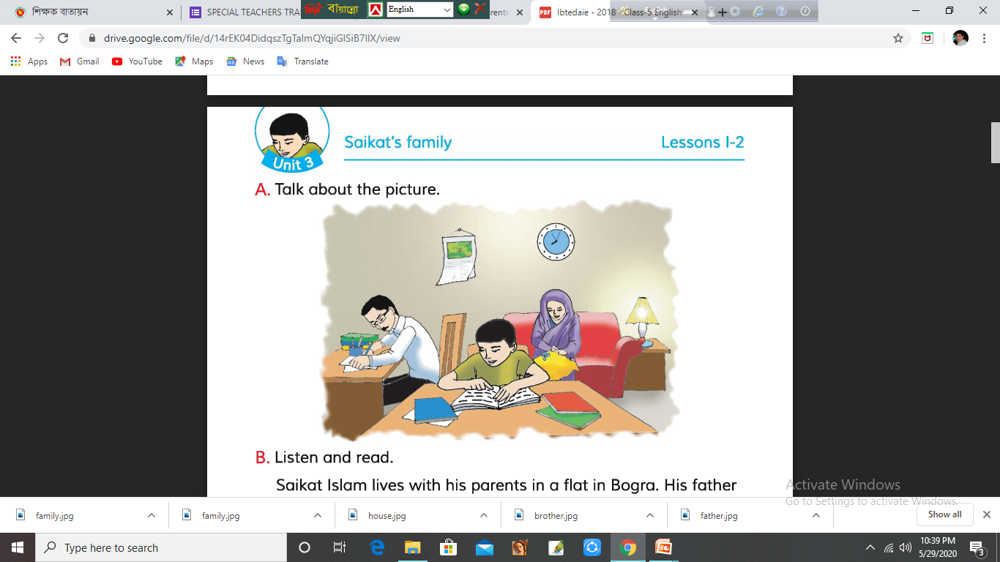 শিক্ষক বাতায়ন
SPECIAL TEACHERS TRA
বায়ান্নো
English
rents
Ibtedaie - 2018 - Class-5 English
drive.google.com/file/d/14rEK04DidqszTgTaImQYqjiGlSiB7IIX/view
Apps
Gmail
YouTube
Maps
News
Translate
Saikat's family
Lessons 1-2
Unit 3
A. Talk about the picture.
B. Listen and read.
Saikat Islam lives with his parents in a flat in Bogra. His father
Activate Windows
Go to Settings to activate Windows.
family.jpg
family.jpg
house.jpg
brother.jpg
father.jpg
Show all
Type here to search
10:39 PM
5/29/2020
3